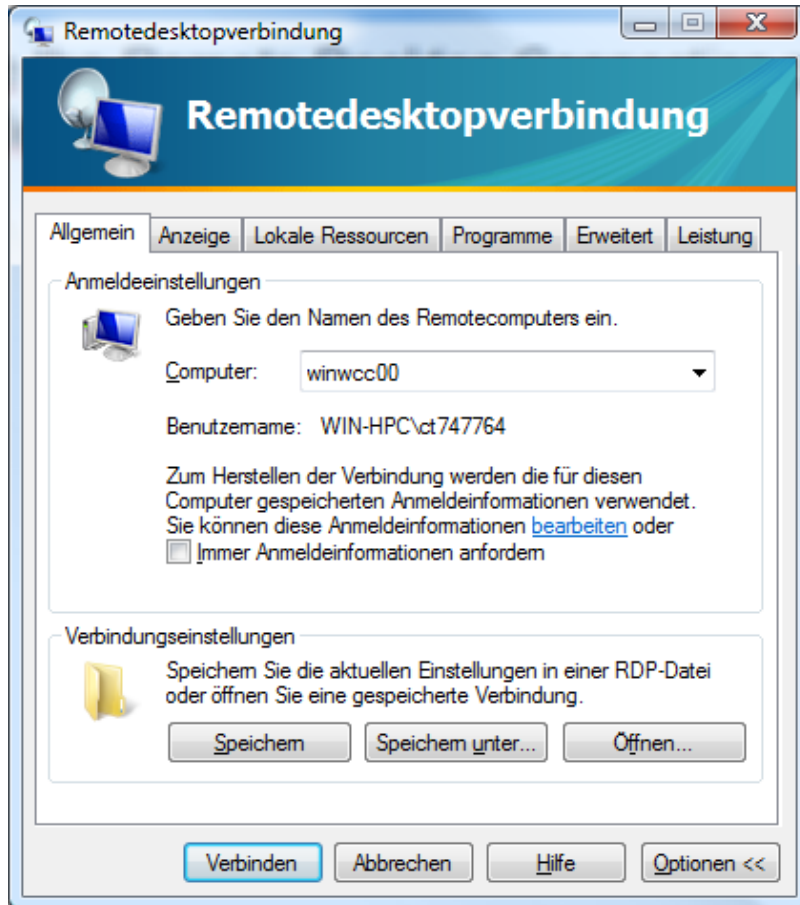 Remotedesktopverbindung
Remotedesktopverbindung
Allgemein Anzeige Lokale Ressourcen Programme Erweitert Leistung
Anmeldeeinstellungen
Geben Sie den Namen des Remotecomputers ein.
Computer: winwcc00
Benutzername: WIN-HPC\ct747764
Zum Herstellen der Verbindung werden die für diesen
Computer gespeicherten Anmeldeinformationen verwendet.
Sie können diese Anmeldeinformationen bearbeiten oder
Immer Anmeldeinformationen anfordern
Verbindungseinstellungen
Speichern Sie die aktuellen Einstellungen in einer RDP-Datei
oder öffnen Sie eine gespeicherte Verbindung.
Speichern Speichern unter... Öffnen...
Verbinden Abbrechen Hilfe Optionen <<